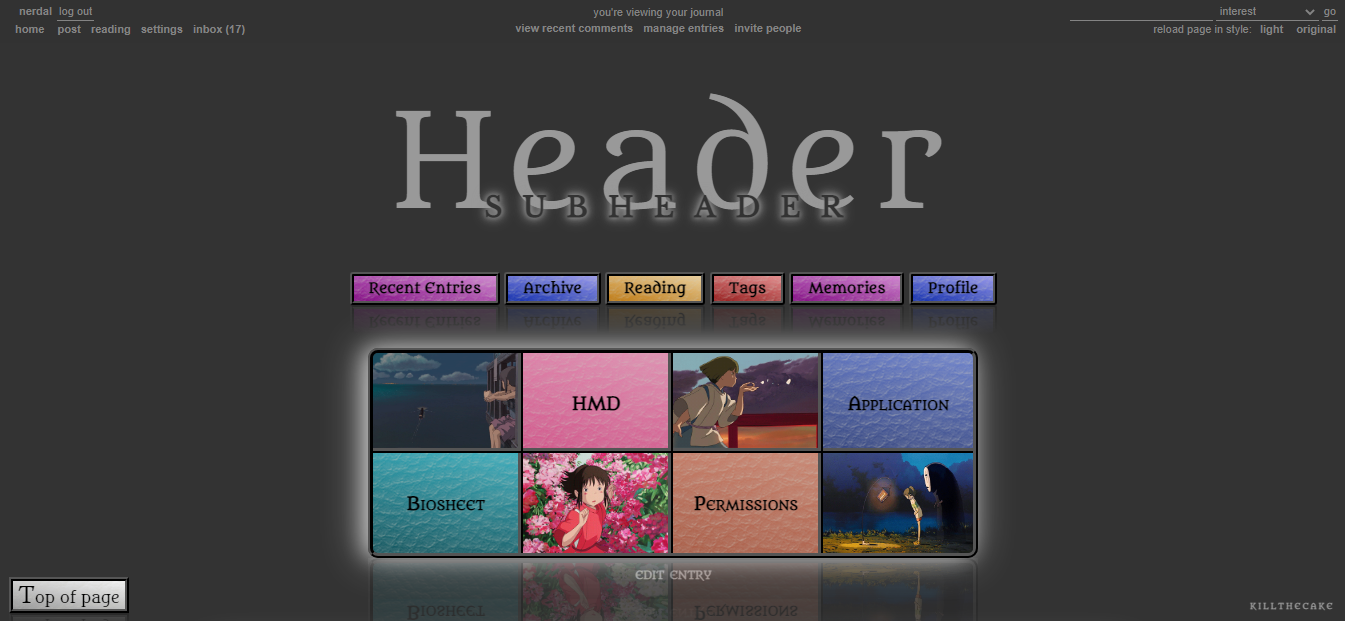 nerdal log out
home post reading settings inbox (17)
you're viewing your journal
view recent comments manage entries invite people
interest go
reload page in style: light original
Header
SUBHEADER
Recent Entries Archive Reading Tags Memories Profile
HMD Application
Biosheet Permissions
EDIT ENTRY
Biosheet Permissions
Top of page
KILLTHECAKE